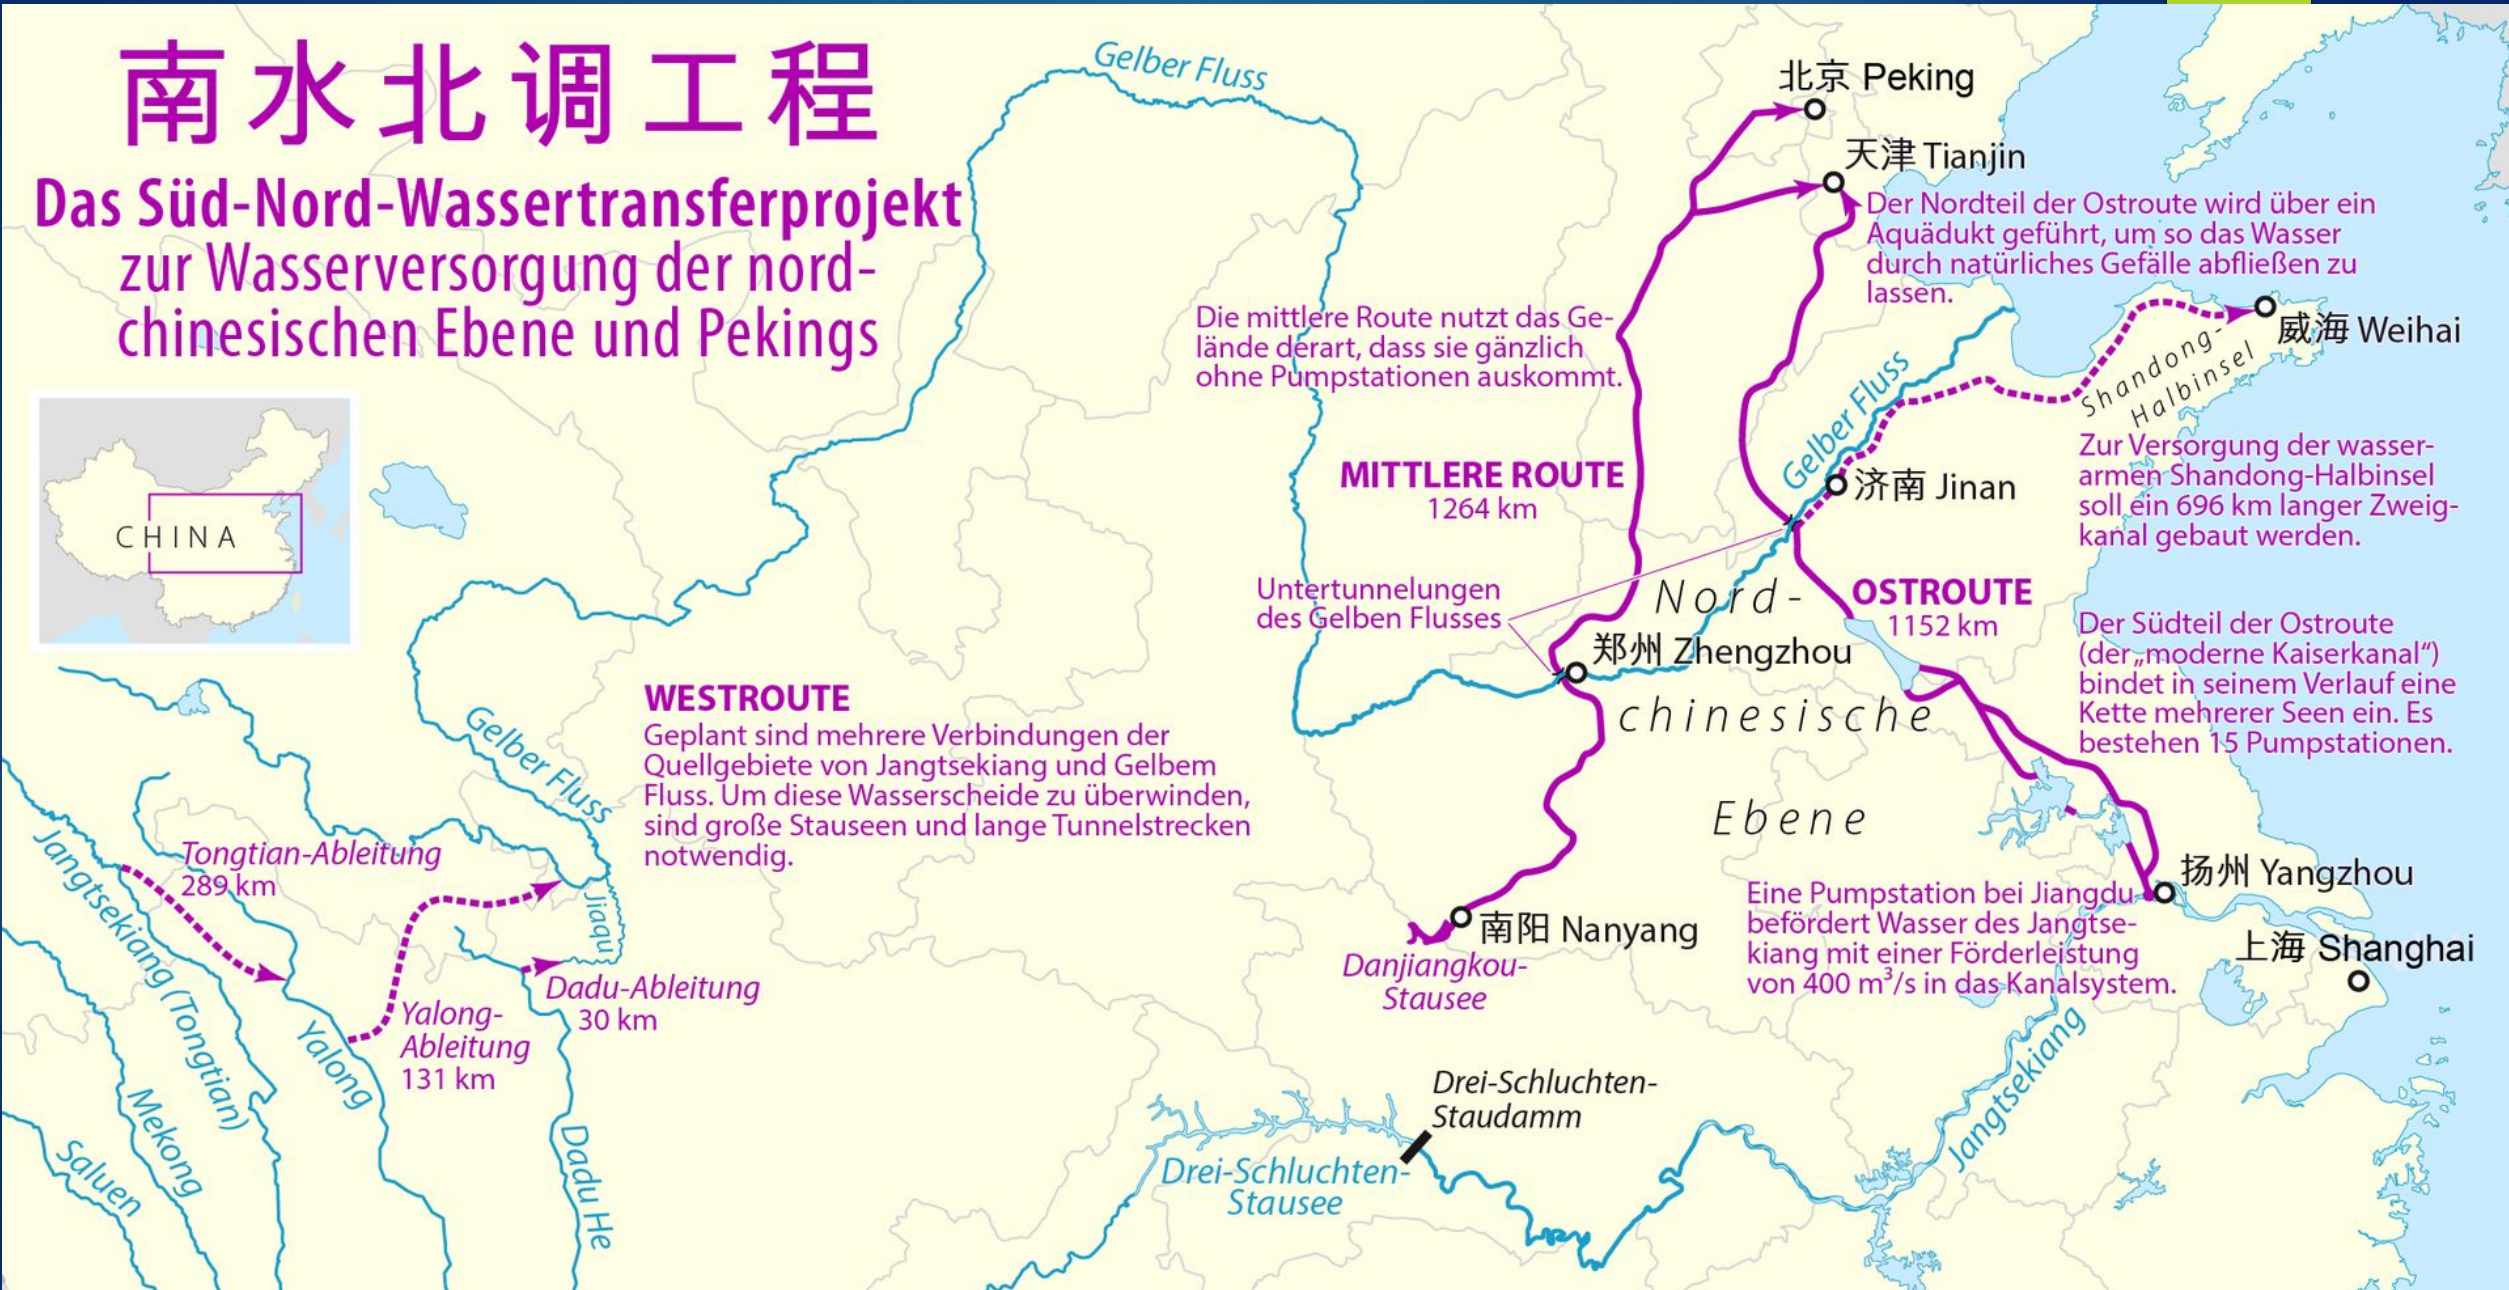 南水北调工程
Das Süd-Nord-Wassertransferprojekt
zur Wasserversorgung der nord-
chinesischen Ebene und Pekings
CHINA
Gelber Fluss
北京 Peking
天津 Tianjin
Der Nordteil der Ostroute wird über ein
Aquädukt geführt, um so das Wasser
durch natürliches Gefälle abfließen zu
lassen.
Die mittlere Route nutzt das Ge-
lände derart, dass sie gänzlich
ohne Pumpstationen auskommt.
威海 Weihai
Shandong-
Halbinsel
Gelber Fluss
Zur Versorgung der wasser-
armen Shandong-Halbinsel
soll ein 696 km langer Zweig-
kanal gebaut werden.
MITTLERE ROUTE
1264 km
济南 Jinan
Untertunnelungen
des Gelben Flusses
Nord-
chinesische
Ebene
OSTROUTE
1152 km
Der Südteil der Ostroute
(der „moderne Kaiserkanal“)
bindet in seinem Verlauf eine
Kette mehrerer Seen ein. Es
bestehen 15 Pumpstationen.
郑州 Zhengzhou
WESTROUTE
Geplant sind mehrere Verbindungen der
Quellgebiete von Jangtsekiang und Gelbem
Fluss. Um diese Wasserscheide zu überwinden,
sind große Stauseen und lange Tunnelstrecken
notwendig.
Gelber Fluss
Tongtian-Ableitung
289 km
Jangtsekiang (Tongtian)
Jiaqu
Dadu-Ableitung
30 km
Yalong-
Ableitung
131 km
Yalong
Mekong
Saluen
Dadu He
南阳 Nanyang
Danjiangkou-
Stausee
Eine Pumpstation bei Jiangdu
befördert Wasser des Jangtse-
kiang mit einer Förderleistung
von 400 m³/s in das Kanalsystem.
扬州 Yangzhou
上海 Shanghai
Drei-Schluchten-
Staudamm
Drei-Schluchten-
Stausee
Jangtsekiang